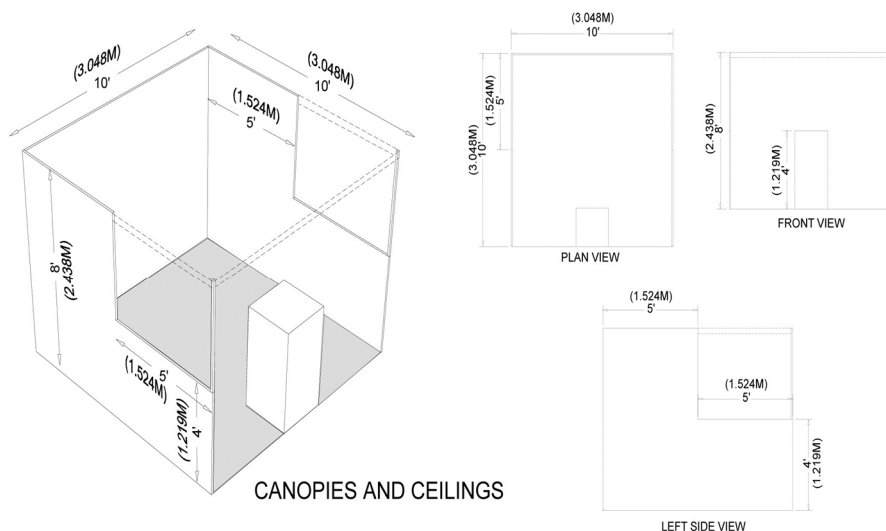 (3.048M)
10'
(3.048M)
10'
(1.524M)
5'
8'
(2.438M)
5'
(1.524M)
4'
(1.219M)
CANOPIES AND CEILINGS
(3.048M)
10'
(1.524M)
5'
(3.048M)
10'
PLAN VIEW
(2.438M)
8'
(1.219M)
4'
FRONT VIEW
(1.524M)
5'
(1.524M)
5'
4'
(1.219M)
LEFT SIDE VIEW